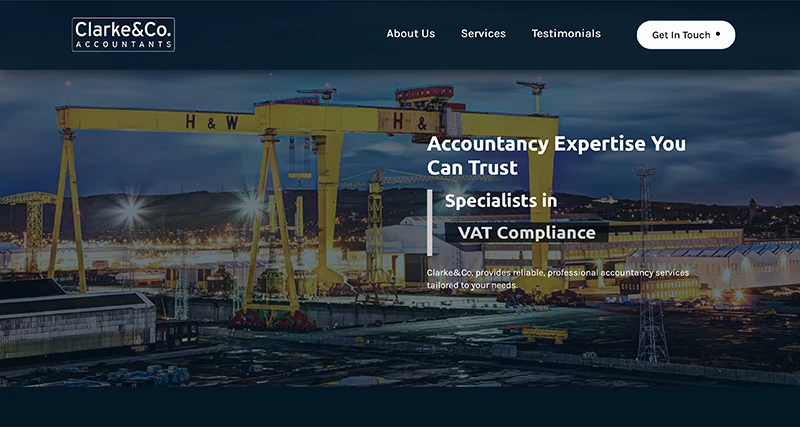 Clarke&Co.
ACCOUNTANTS
About Us
Services
Testimonials
Get In Touch
H & W
H &
Accountancy Expertise You
Can Trust
Specialists in
VAT Compliance
Clarke&Co. provides reliable, professional accountancy services
tailored to your needs.